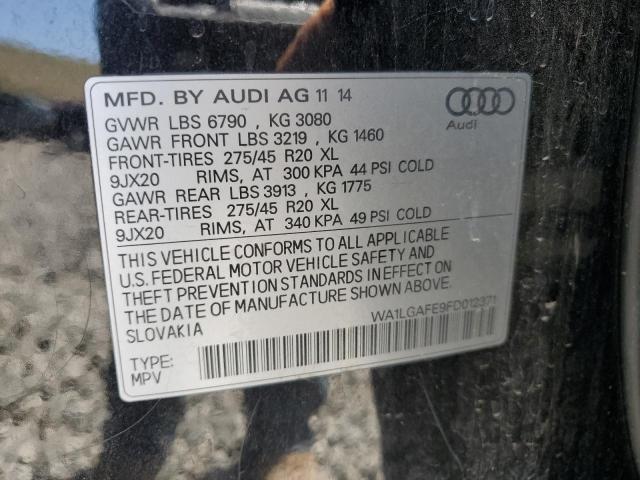 MFD. BY AUDI AG 11 14
GVWR LBS 6790 , KG 3080
GAWR FRONT LBS 3219 , KG 1460
FRONT-TIRES 275/45 R20 XL
9JX20 RIMS, AT 300 KPA 44 PSI COLD
GAWR REAR LBS 3913 , KG 1775
REAR-TIRES 275/45 R20 XL
9JX20 RIMS, AT 340 KPA 49 PSI COLD
Audi
THIS VEHICLE CONFORMS TO ALL APPLICABLE
U.S. FEDERAL MOTOR VEHICLE SAFETY AND
THEFT PREVENTION STANDARDS IN EFFECT ON
THE DATE OF MANUFACTURE SHOWN ABOVE
SLOVAKIA
WA1LGAFE9FD012371
TYPE:
MPV